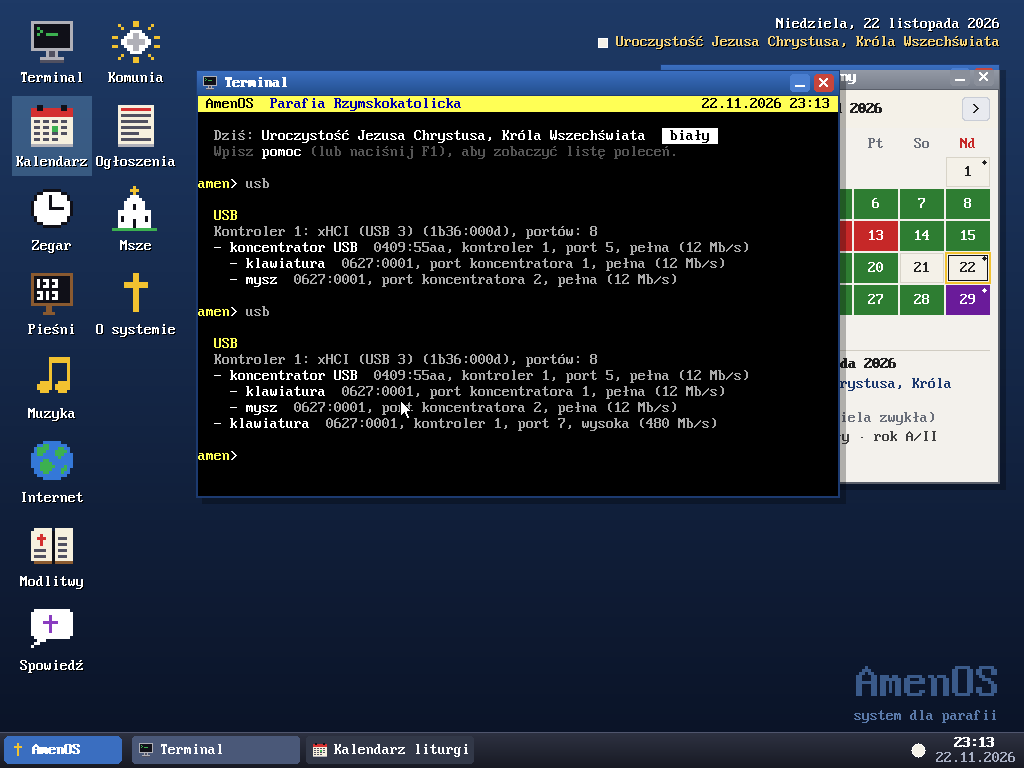 Niedziela, 22 listopada 2026
Uroczystość Jezusa Chrystusa, Króla Wszechświata
Terminal
Komunia
Kalendarz
Ogłoszenia
Zegar
Msze
Pieśni
O systemie
Muzyka
Internet
Modlitwy
Spowiedź
Terminal
AmenOS Parafia Rzymskokatolicka 22.11.2026 23:13
Dziś: Uroczystość Jezusa Chrystusa, Króla Wszechświata biały
Wpisz pomoc (lub naciśnij F1), aby zobaczyć listę poleceń.
amen> usb
USB
Kontroler 1: xHCI (USB 3) (1b36:000d), portów: 8
- koncentrator USB 0409:55aa, kontroler 1, port 5, pełna (12 Mb/s)
- klawiatura 0627:0001, port koncentratora 1, pełna (12 Mb/s)
- mysz 0627:0001, port koncentratora 2, pełna (12 Mb/s)
amen> usb
USB
Kontroler 1: xHCI (USB 3) (1b36:000d), portów: 8
- koncentrator USB 0409:55aa, kontroler 1, port 5, pełna (12 Mb/s)
- klawiatura 0627:0001, port koncentratora 1, pełna (12 Mb/s)
- mysz 0627:0001, port koncentratora 2, pełna (12 Mb/s)
- klawiatura 0627:0001, kontroler 1, port 7, wysoka (480 Mb/s)
amen>
2026
Pt So Nd
1
6 7 8
13 14 15
20 21 22
27 28 29
da 2026
rystusa, Króla
iela zwykła)
y · rok A/II
AmenOS
system dla parafii
AmenOS
Terminal
Kalendarz liturgi
23:13
22.11.2026